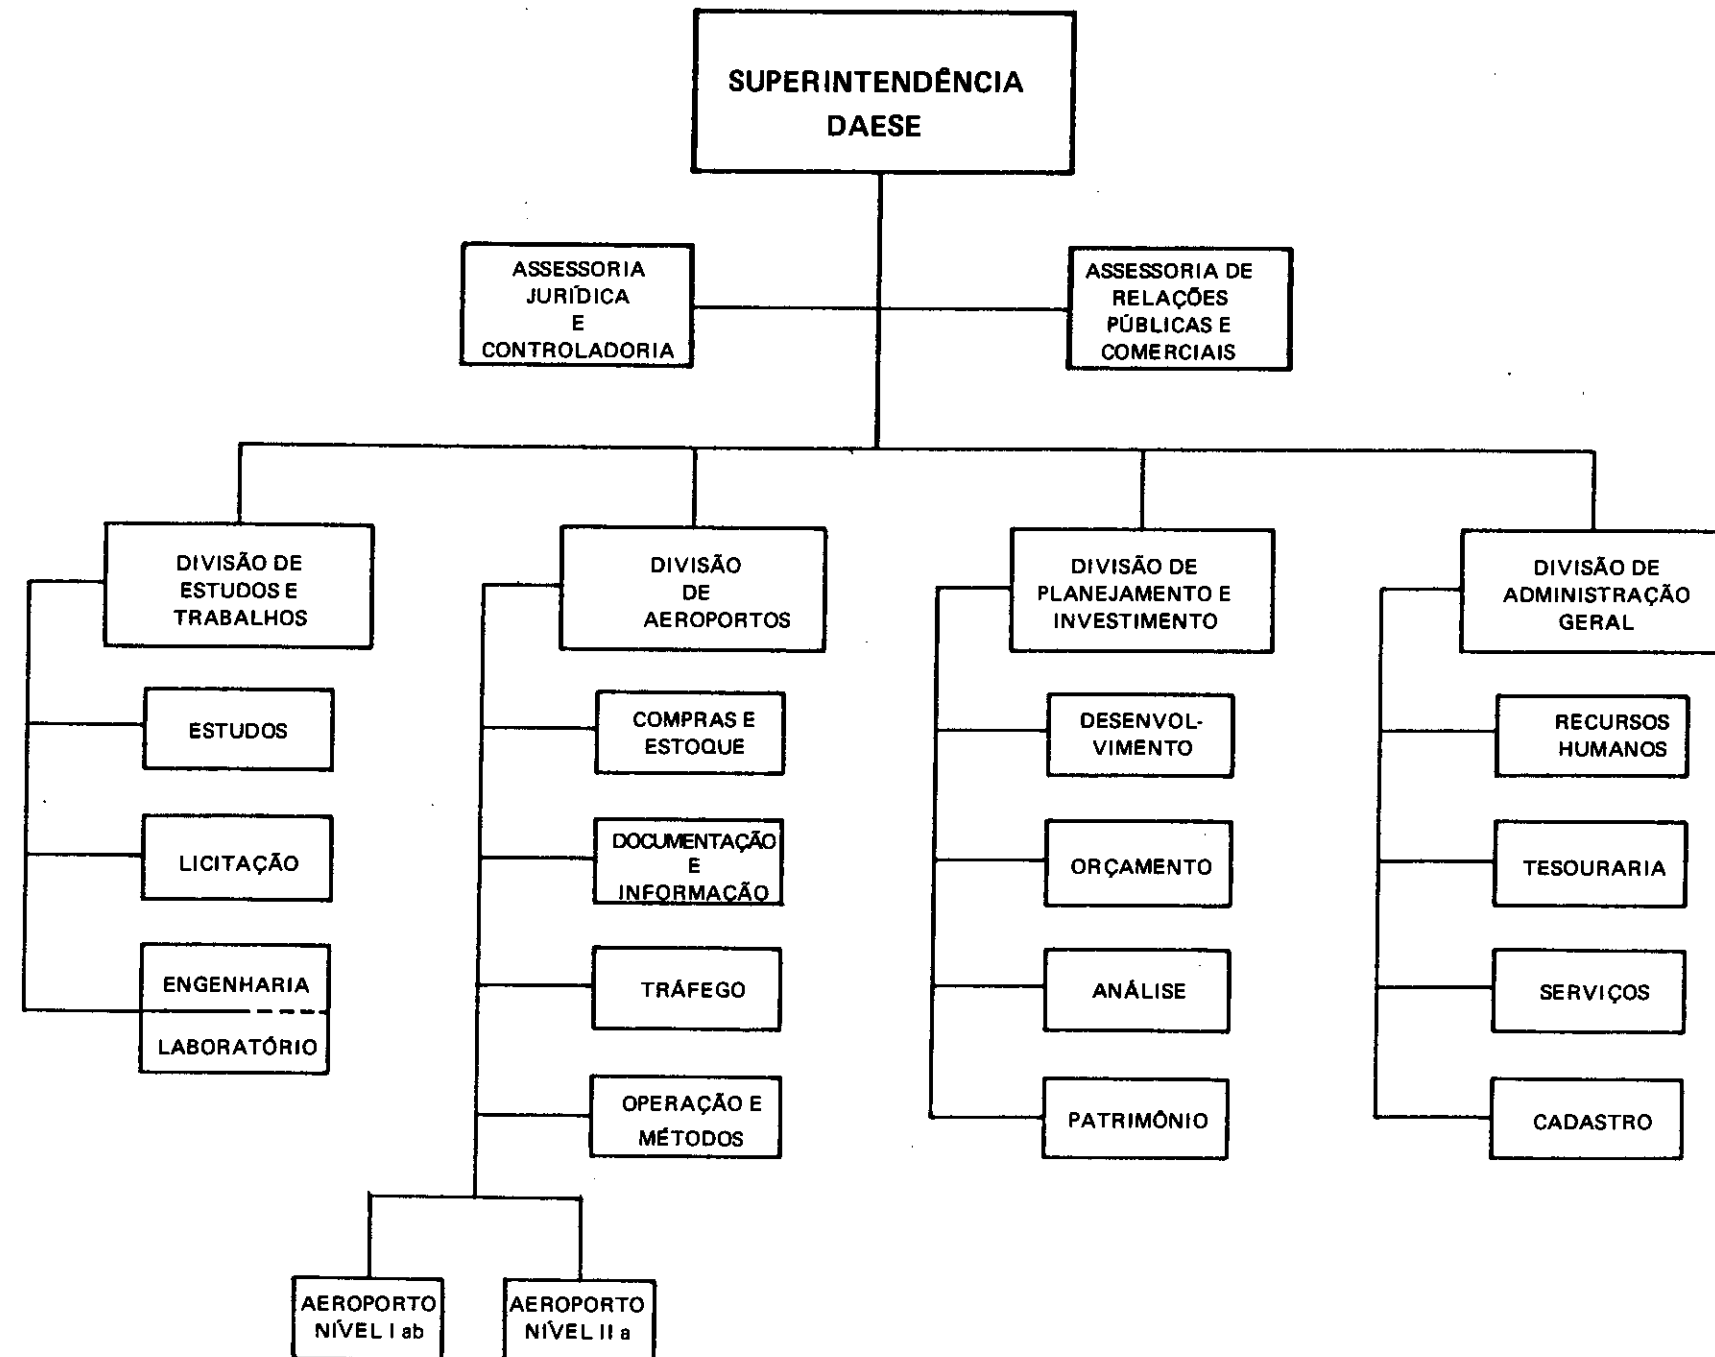 SUPERINTENDÊNCIA
DAESE
ASSESSORIA
JURÍDICA
E
CONTROLADORIA
ASSESSORIA DE
RELAÇÕES
PÚBLICAS E
COMERCIAIS
DIVISÃO DE
ESTUDOS E
TRABALHOS
DIVISÃO
DE
AEROPORTOS
DIVISÃO DE
PLANEJAMENTO E
INVESTIMENTO
DIVISÃO DE
ADMINISTRAÇÃO
GERAL
ESTUDOS
LICITAÇÃO
ENGENHARIA
LABORATÓRIO
COMPRAS E
ESTOQUE
DOCUMENTAÇÃO
E
INFORMAÇÃO
TRÁFEGO
OPERAÇÃO E
MÉTODOS
AEROPORTO
NÍVEL I ab
AEROPORTO
NÍVEL II a
DESENVOL-
VIMENTO
ORÇAMENTO
ANÁLISE
PATRIMÔNIO
RECURSOS
HUMANOS
TESOURARIA
SERVIÇOS
CADASTRO